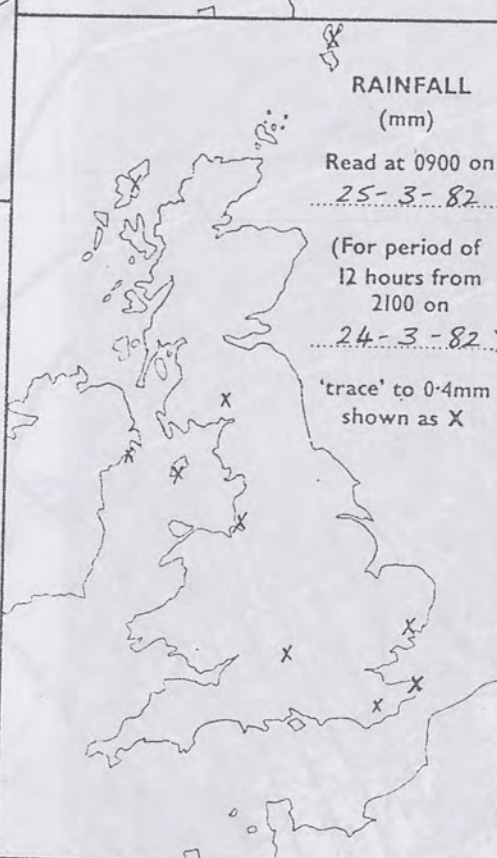 RAINFALL
(mm)
Read at 0900 on
25-3-82
(For period of
12 hours from
2100 on
24-3-82)
'trace' to 0·4mm
shown as X
X
X
X
X
X
X
X
X
X
X